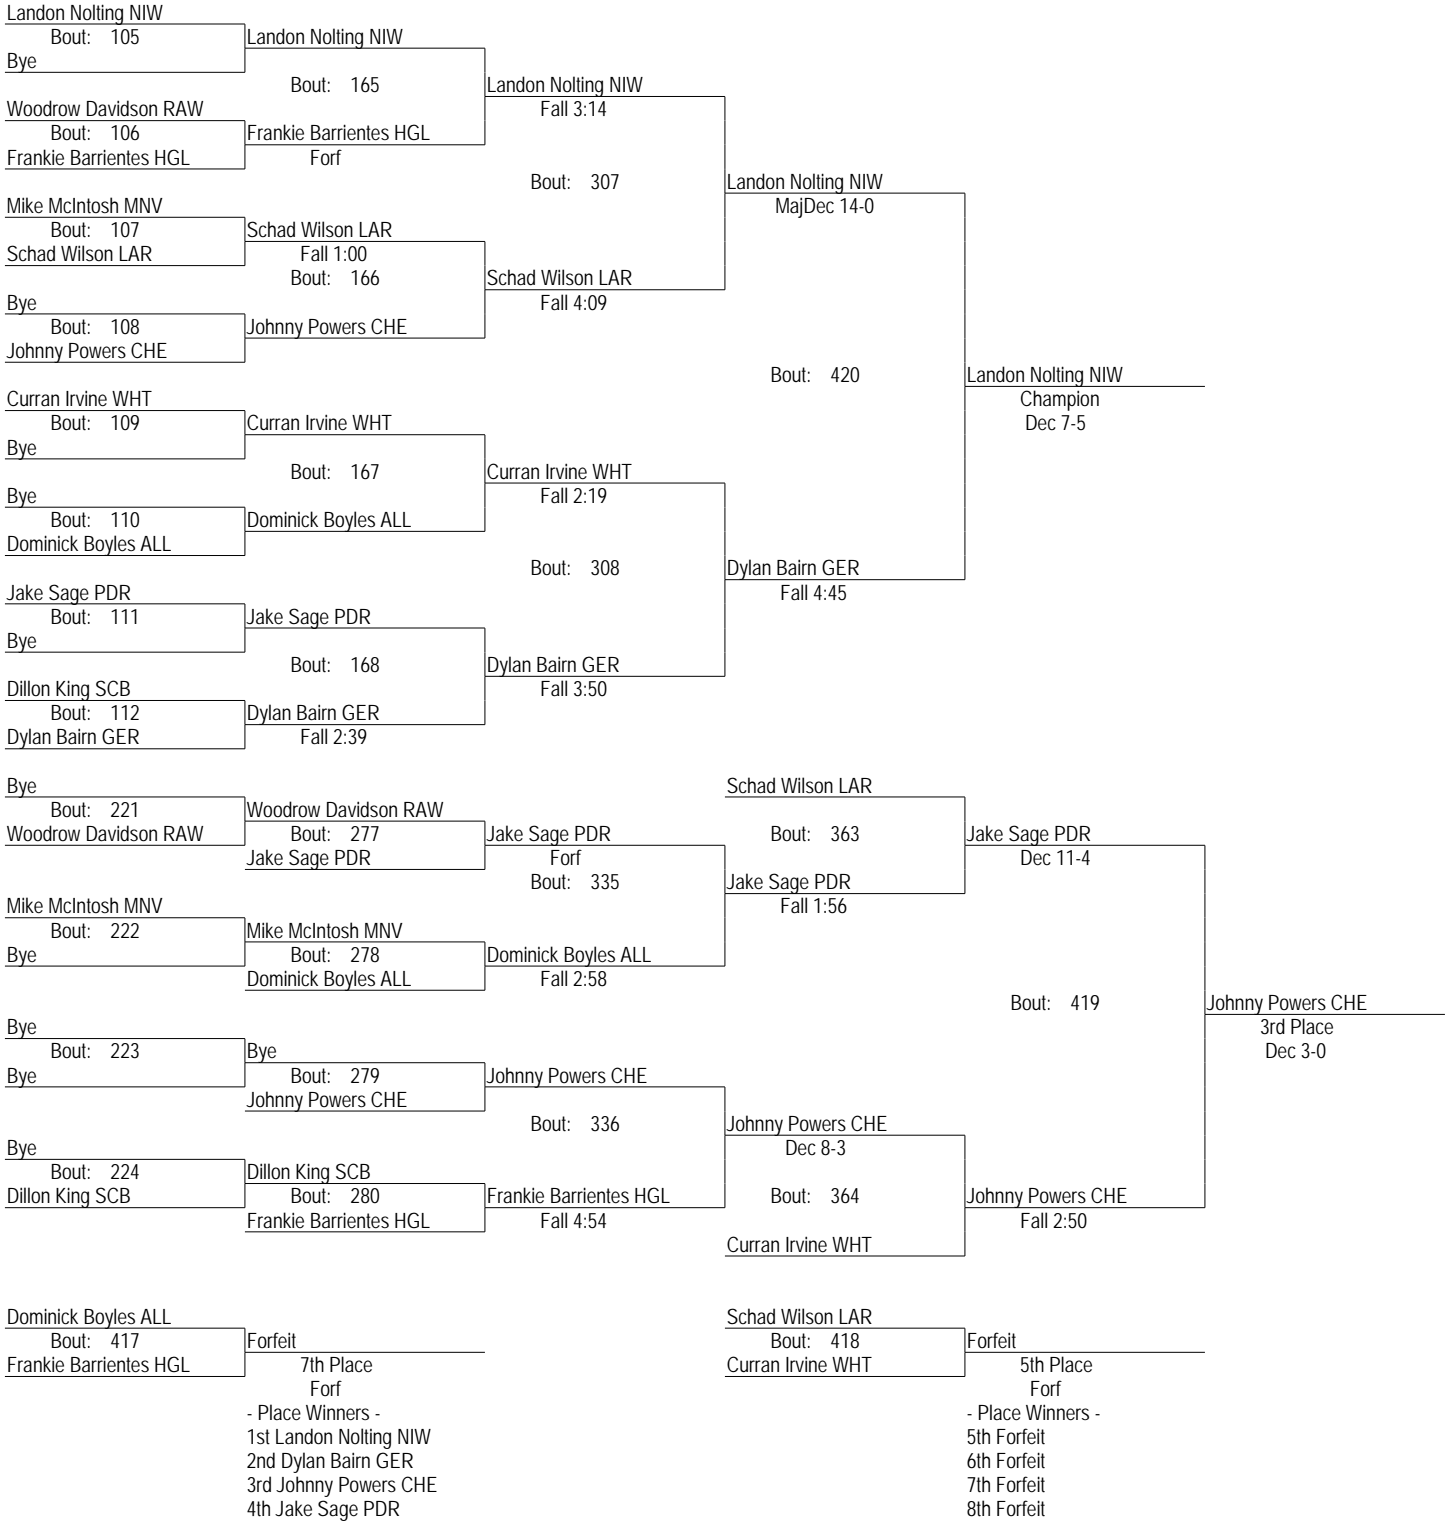 Landon Nolting NIW
Bout: 105
Landon Nolting NIW
Bye
Bout: 165
Landon Nolting NIW
Woodrow Davidson RAW
Fall 3:14
Bout: 106
Frankie Barrientes HGL
Frankie Barrientes HGL
Forf
Bout: 307
Landon Nolting NIW
Mike McIntosh MNV
MajDec 14-0
Bout: 107
Schad Wilson LAR
Schad Wilson LAR
Fall 1:00
Bout: 166
Schad Wilson LAR
Bye
Fall 4:09
Bout: 108
Johnny Powers CHE
Johnny Powers CHE
Bout: 420
Landon Nolting NIW
Curran Irvine WHT
Champion
Bout: 109
Curran Irvine WHT
Dec 7-5
Bye
Bout: 167
Curran Irvine WHT
Bye
Fall 2:19
Bout: 110
Dominick Boyles ALL
Dominick Boyles ALL
Bout: 308
Dylan Bairn GER
Jake Sage PDR
Fall 4:45
Bout: 111
Jake Sage PDR
Bye
Bout: 168
Dylan Bairn GER
Dillon King SCB
Fall 3:50
Bout: 112
Dylan Bairn GER
Dylan Bairn GER
Fall 2:39
Bye
Schad Wilson LAR
Bout: 221
Woodrow Davidson RAW
Woodrow Davidson RAW
Bout: 277
Jake Sage PDR
Bout: 363
Jake Sage PDR
Jake Sage PDR
Forf
Dec 11-4
Bout: 335
Jake Sage PDR
Mike McIntosh MNV
Fall 1:56
Bout: 222
Mike McIntosh MNV
Bye
Bout: 278
Dominick Boyles ALL
Dominick Boyles ALL
Fall 2:58
Bout: 419
Johnny Powers CHE
Bye
3rd Place
Bout: 223
Bye
Dec 3-0
Bye
Bout: 279
Johnny Powers CHE
Johnny Powers CHE
Bout: 336
Johnny Powers CHE
Bye
Dec 8-3
Bout: 224
Dillon King SCB
Dillon King SCB
Bout: 280
Frankie Barrientes HGL
Bout: 364
Johnny Powers CHE
Frankie Barrientes HGL
Fall 4:54
Fall 2:50
Curran Irvine WHT
Dominick Boyles ALL
Schad Wilson LAR
Bout: 417
Forfeit
Bout: 418
Forfeit
Frankie Barrientes HGL
7th Place
Curran Irvine WHT
5th Place
Forf
Forf
- Place Winners -
- Place Winners -
1st Landon Nolting NIW
5th Forfeit
2nd Dylan Bairn GER
6th Forfeit
3rd Johnny Powers CHE
7th Forfeit
4th Jake Sage PDR
8th Forfeit